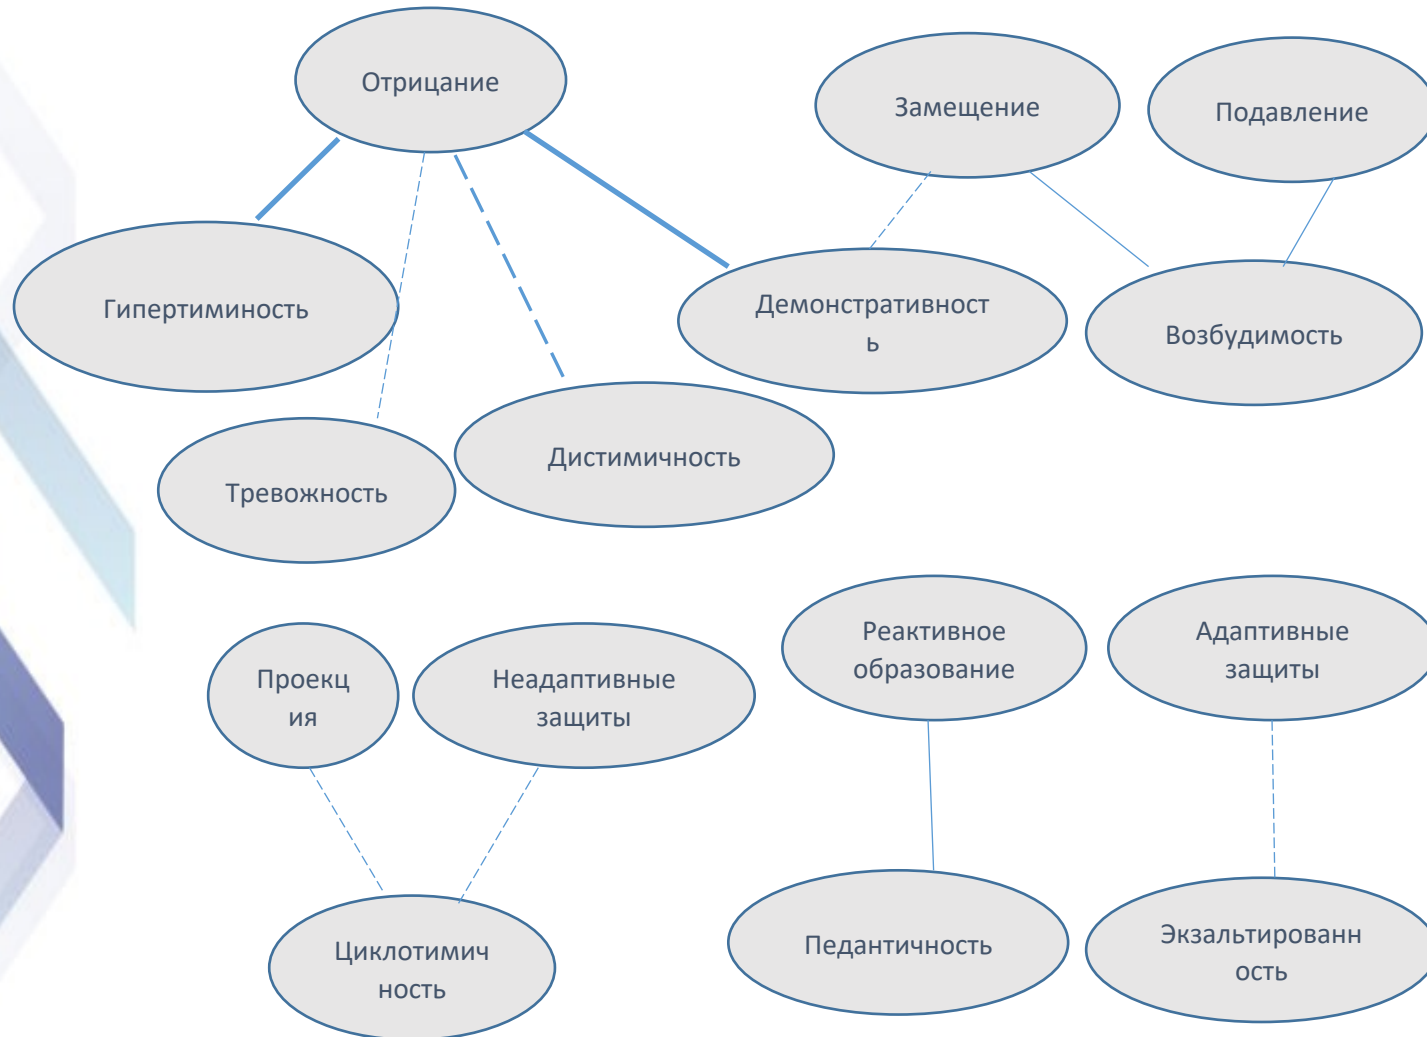 Отрицание
Замещение
Подавление
Гипертиминость
Демонстративност
ь
Возбудимость
Тревожность
Дистимичность
Проекц
ия
Неадаптивные
защиты
Реактивное
образование
Адаптивные
защиты
Циклотимич
ность
Педантичность
Экзальтированн
ость